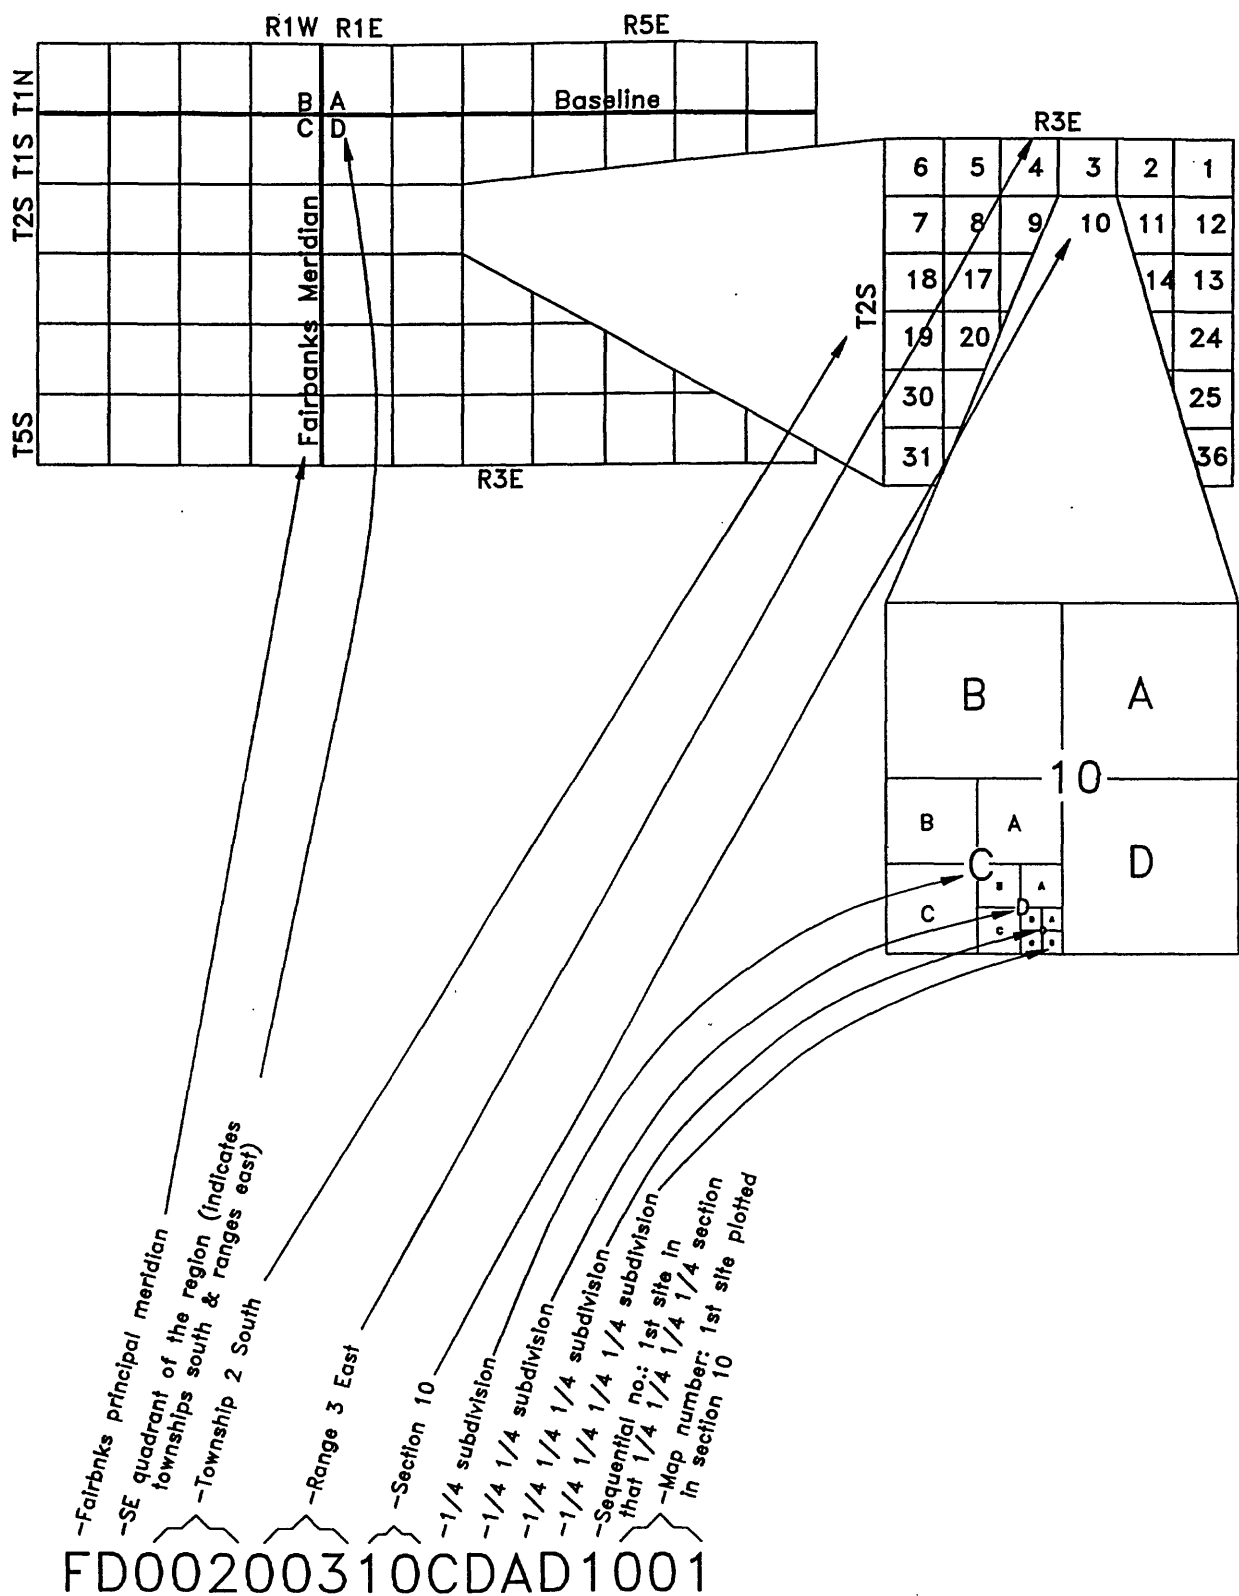 R1W R1E R5E
T1N
B A Baseline
C D
T1S
T2S
Fairbanks Meridian
T5S
R3E
R3E
T2S
6 5 4 3 2 1
7 8 9 10 11 12
18 17 14 13
19 20 24
30 25
31 36
B A
10
B A
C D
C
B A
D
C
B A
D
-Fairbnks principal meridian
-SE quadrant of the region (indicates
townships south & ranges east)
-Township 2 South
-Range 3 East
-Section 10
-1/4 subdivision
-1/4 1/4 subdivision
-1/4 1/4 1/4 subdivision
-1/4 1/4 1/4 1/4 subdivision
-Sequential no.: 1st site in
that 1/4 1/4 1/4 1/4 section
-Map number: 1st site plotted
in section 10
FD00200310CDAD1001